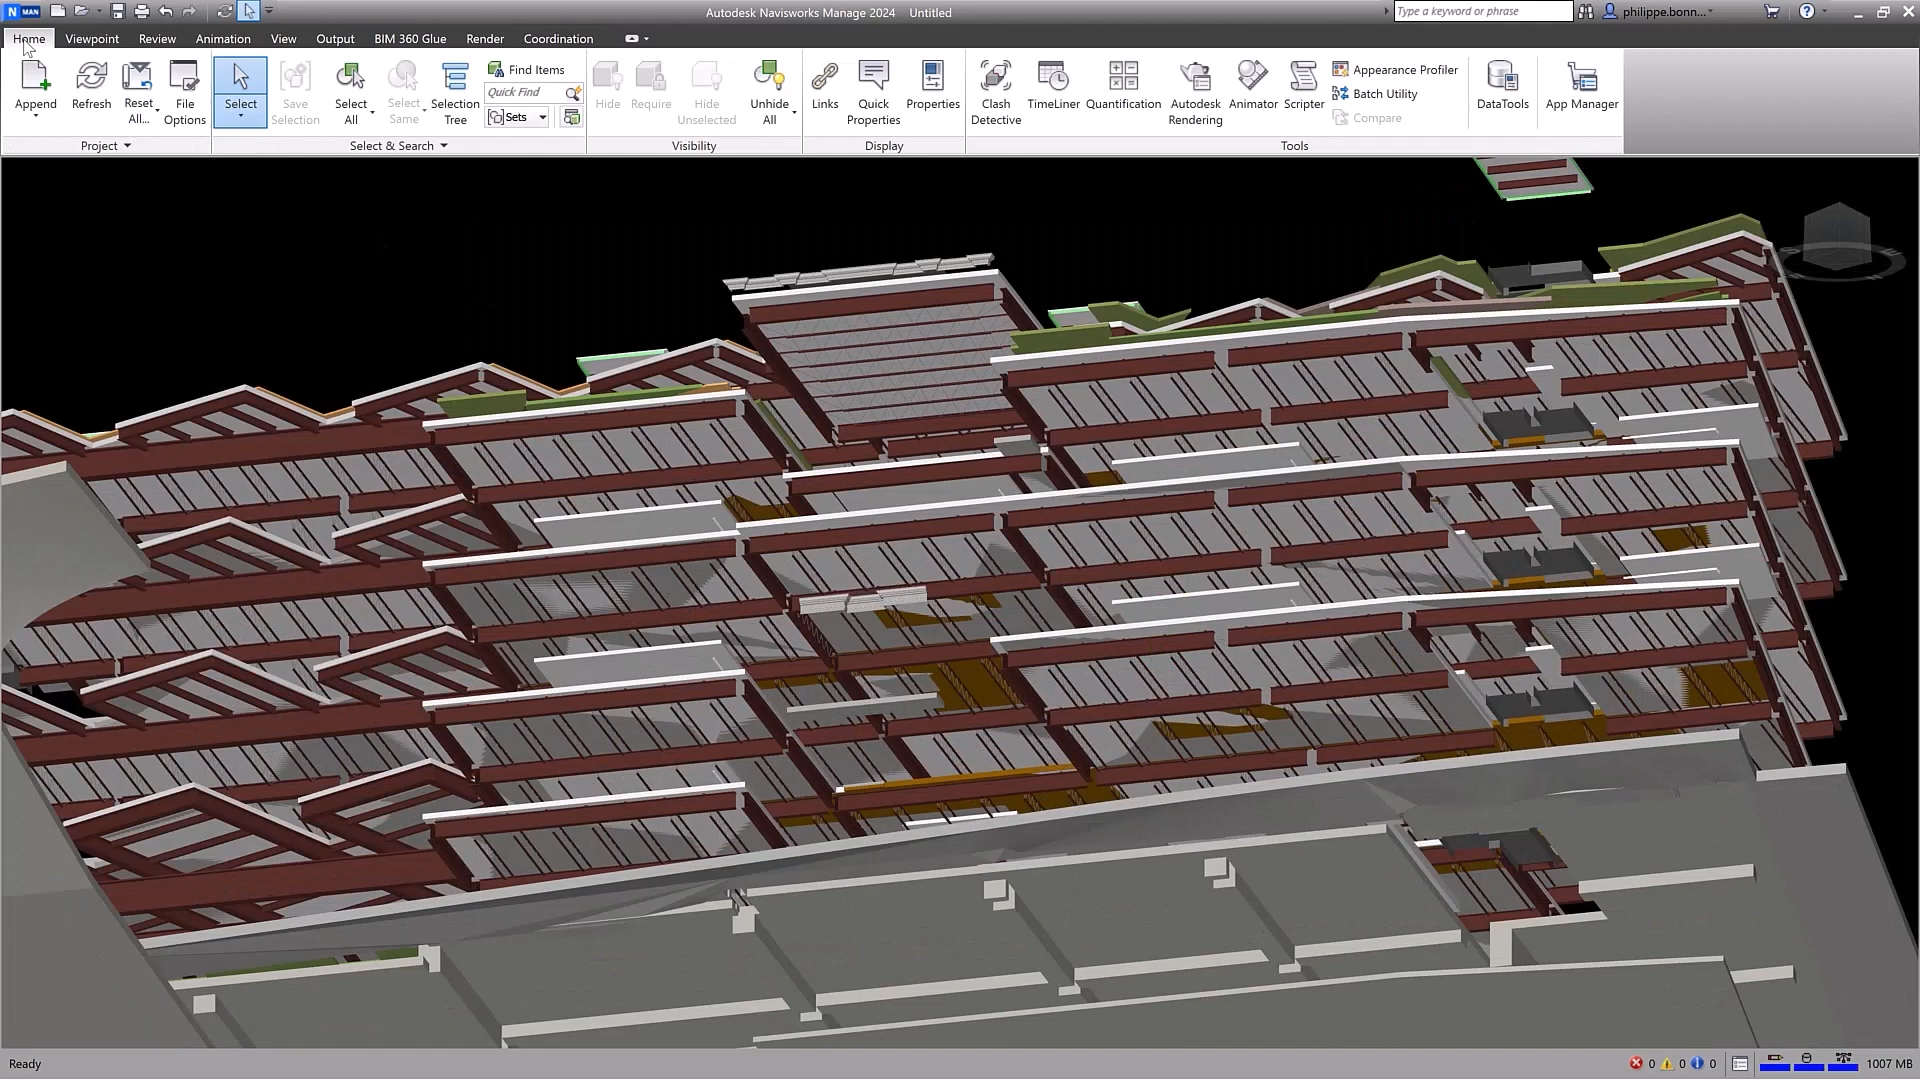 N MAN
Autodesk Navisworks Manage 2024 Untitled
Type a keyword or phrase
philippe.bonn...
?
Home Viewpoint Review Animation View Output BIM 360 Glue Render Coordination
Append
Refresh
Reset All...
File Options
Project
Select
Save Selection
Select All
Select Same
Selection Tree
Find Items
Quick Find
Sets
Select & Search
Hide
Require
Hide Unselected
Unhide All
Visibility
Links
Quick Properties
Properties
Display
Clash Detective
TimeLiner
Quantification
Autodesk Rendering
Animator
Scripter
Appearance Profiler
Batch Utility
Compare
DataTools
App Manager
Tools
Ready
0 0 0 1007 MB